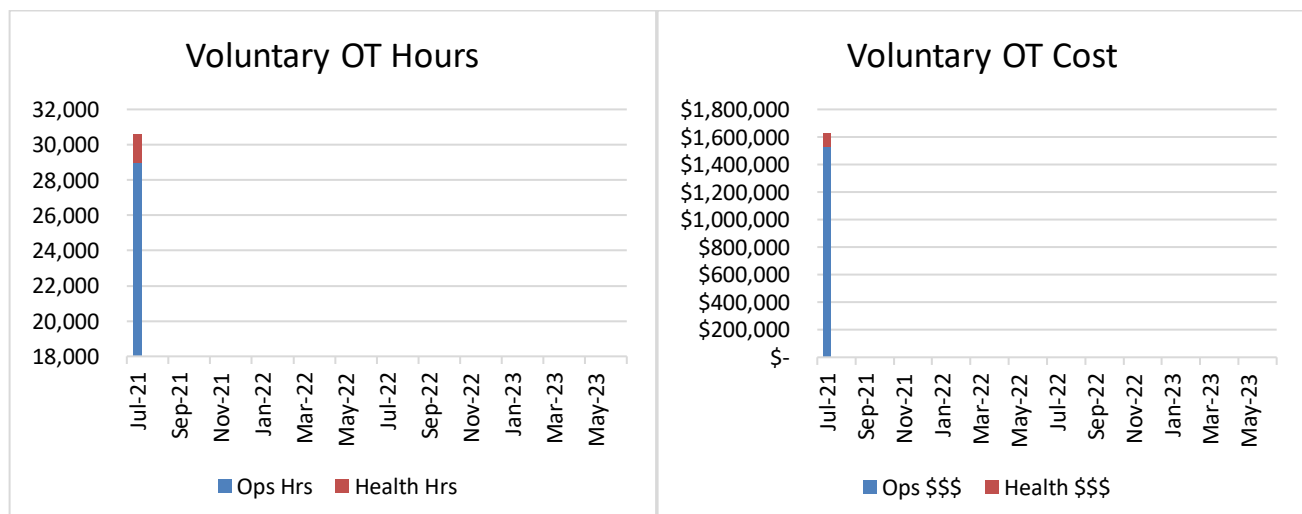 Voluntary OT Hours
32,000
30,000
28,000
26,000
24,000
22,000
20,000
18,000
Jul-21
Sep-21
Nov-21
Jan-22
Mar-22
May-22
Jul-22
Sep-22
Nov-22
Jan-23
Mar-23
May-23
Ops Hrs Health Hrs
Voluntary OT Cost
$1,800,000
$1,600,000
$1,400,000
$1,200,000
$1,000,000
$800,000
$600,000
$400,000
$200,000
$-
Jul-21
Sep-21
Nov-21
Jan-22
Mar-22
May-22
Jul-22
Sep-22
Nov-22
Jan-23
Mar-23
May-23
Ops $$$ Health $$$